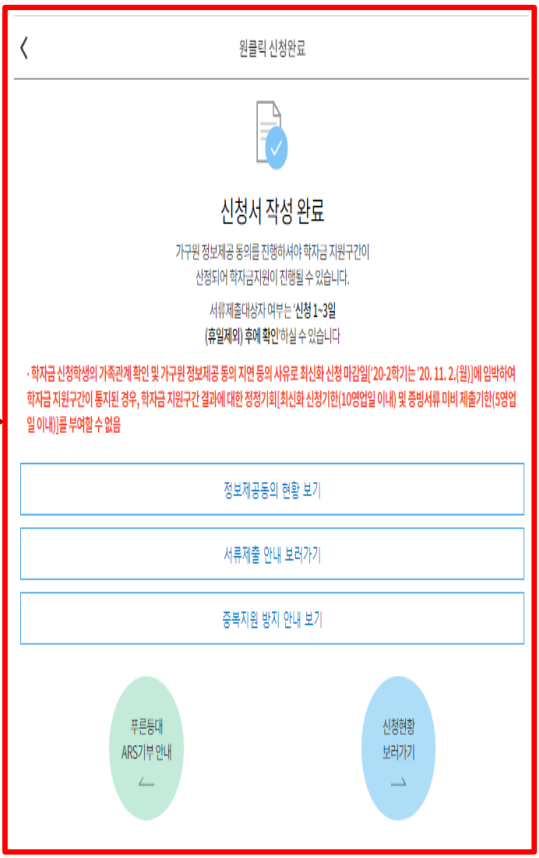 원클릭 신청완료
신청서 작성 완료
가구원 정보제공 동의를 진행하셔야 학자금 지원구간이
산정되어 학자금지원이 진행될 수 있습니다.
서류제출대상자 여부는 '신청 1~3일
(휴일제외) 후에 확인'하실 수 있습니다
· 학자금 신청학생의 가족관계 확인 및 가구원 정보제공 동의 지연 등의 사유로 최신화 신청 마감일['20-2학기는 '20. 11. 2.(월)]에 임박하여
학자금 지원구간이 통지된 경우, 학자금 지원구간 결과에 대한 정정기회[최신화 신청기한(10영업일 이내) 및 증빙서류 미비 제출기한(5영업
일 이내)]를 부여할 수 없음
정보제공동의 현황 보기
서류제출 안내 보러가기
중복지원 방지 안내 보기
푸른등대
ARS기부 안내
신청현황
보러가기